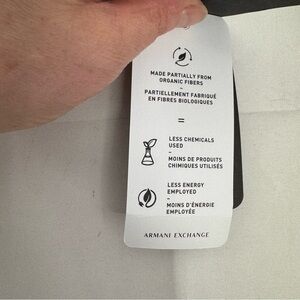 MADE PARTIALLY FROM
ORGANIC FIBERS
–
PARTIELLEMENT FABRIQUÉ
EN FIBRES BIOLOGIQUES
=
LESS CHEMICALS
USED
–
MOINS DE PRODUITS
CHIMIQUES UTILISÉS
LESS ENERGY
EMPLOYED
–
MOINS D'ÉNERGIE
EMPLOYÉE
ARMANI EXCHANGE